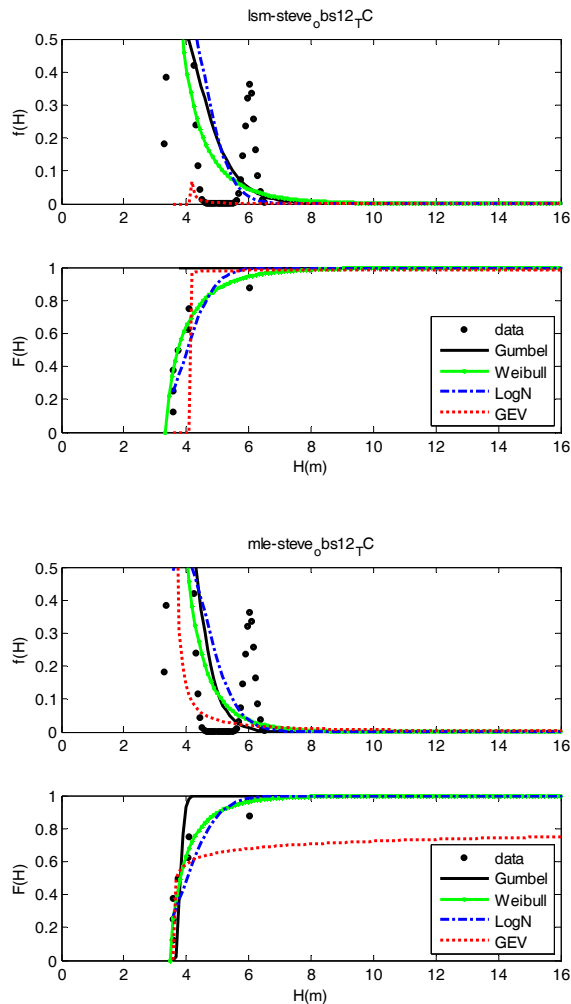 lsm-steve_obs12_TC
0.5
0.4
0.3
0.2
0.1
0
f(H)
0 2 4 6 8 10 12 14 16
1
0.8
0.6
0.4
0.2
0
F(H)
data
Gumbel
Weibull
LogN
GEV
0 2 4 6 8 10 12 14 16
H(m)
mle-steve_obs12_TC
0.5
0.4
0.3
0.2
0.1
0
f(H)
0 2 4 6 8 10 12 14 16
1
0.8
0.6
0.4
0.2
0
F(H)
data
Gumbel
Weibull
LogN
GEV
0 2 4 6 8 10 12 14 16
H(m)